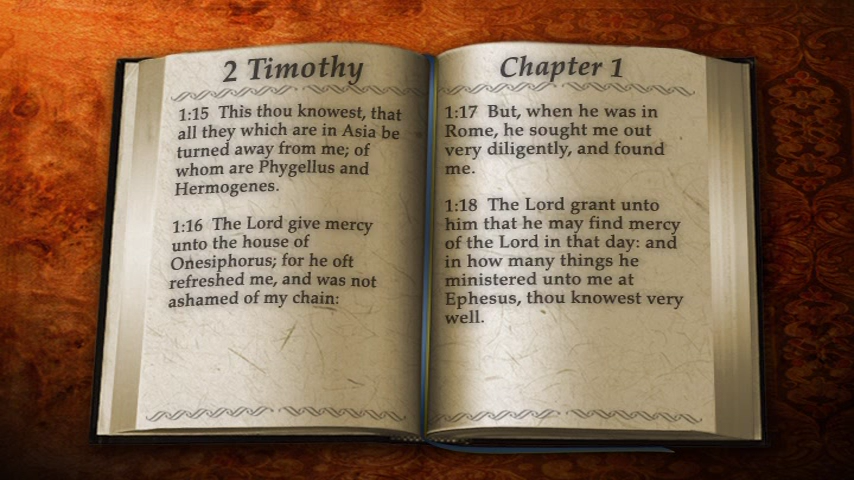 2 Timothy
1:15 This thou knowest, that
all they which are in Asia be
turned away from me; of
whom are Phygellus and
Hermogenes.
1:16 The Lord give mercy
unto the house of
Onesiphorus; for he oft
refreshed me, and was not
ashamed of my chain:
Chapter 1
1:17 But, when he was in
Rome, he sought me out
very diligently, and found
me.
1:18 The Lord grant unto
him that he may find mercy
of the Lord in that day: and
in how many things he
ministered unto me at
Ephesus, thou knowest very
well.